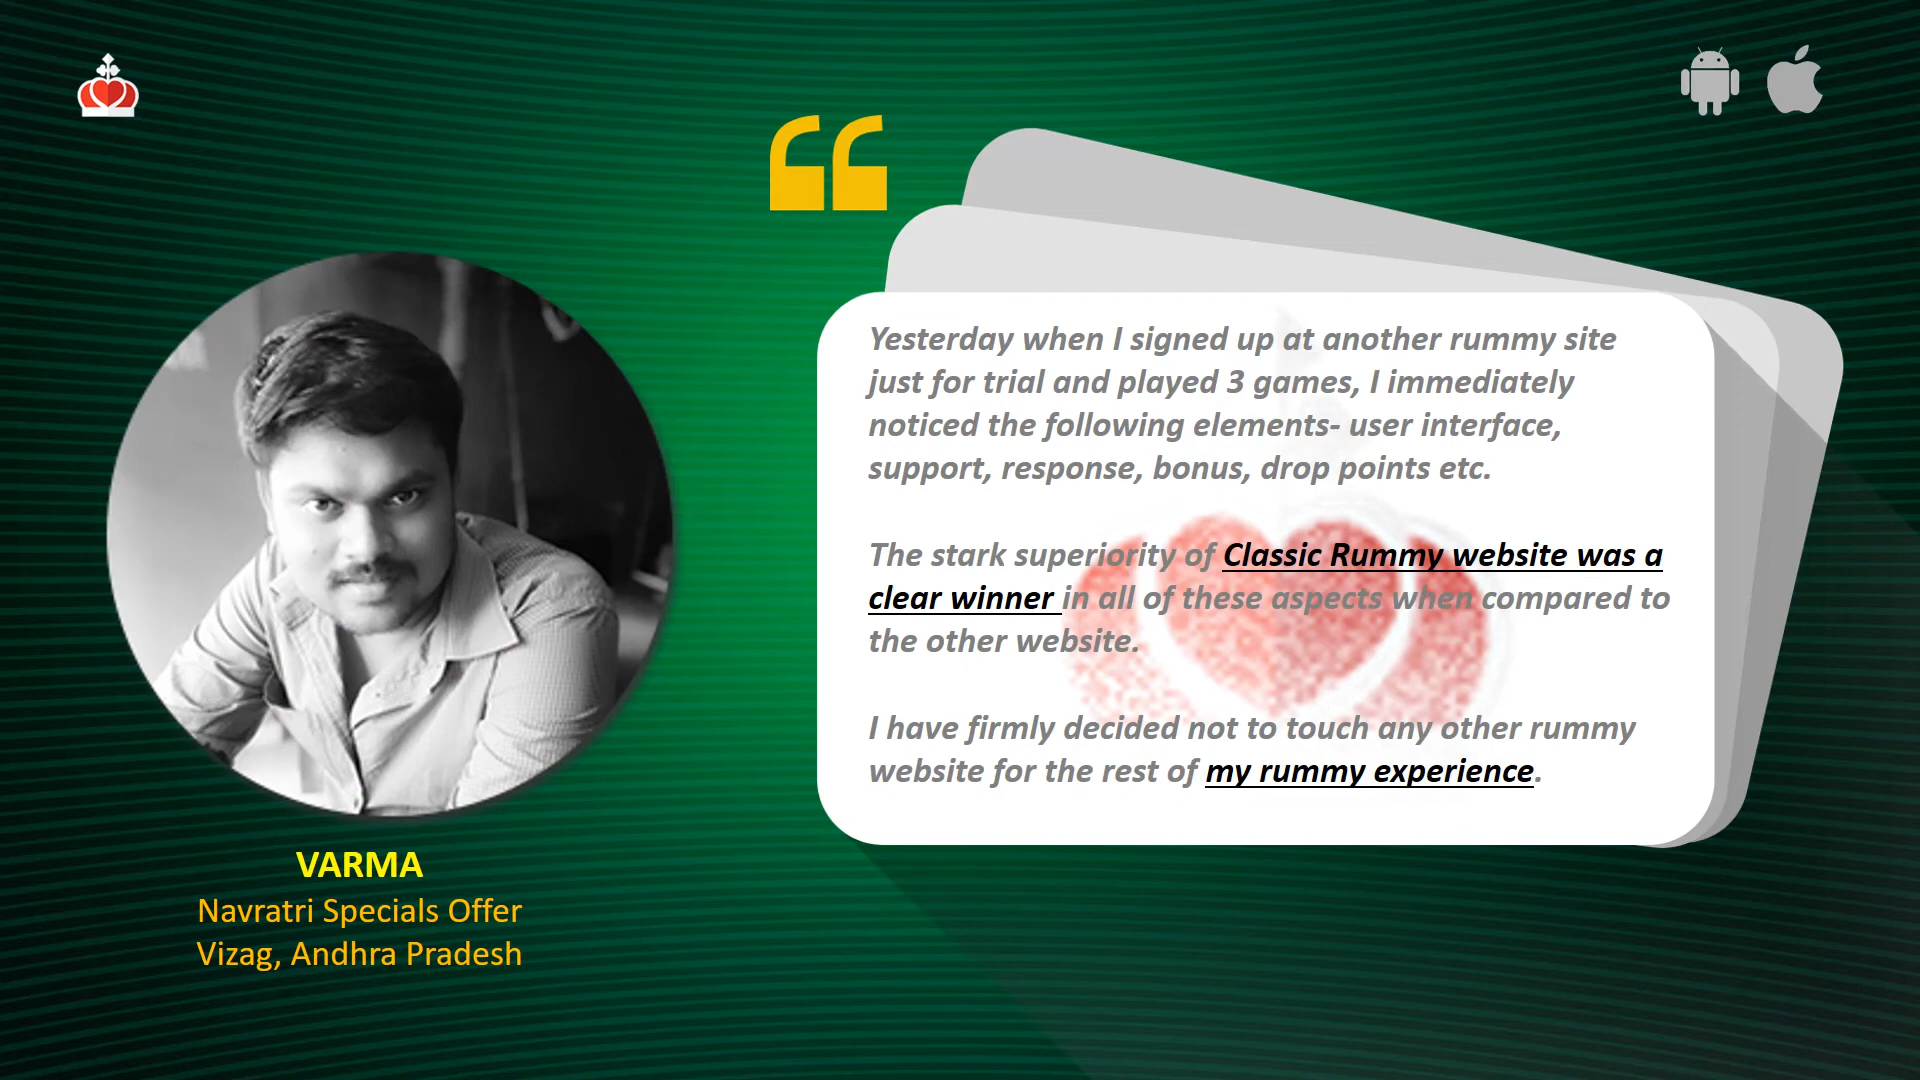 Yesterday when I signed up at another rummy site
just for trial and played 3 games, I immediately
noticed the following elements- user interface,
support, response, bonus, drop points etc.
The stark superiority of Classic Rummy website was a
clear winner in all of these aspects when compared to
the other website.
I have firmly decided not to touch any other rummy
website for the rest of my rummy experience.
VARMA
Navratri Specials Offer
Vizag, Andhra Pradesh